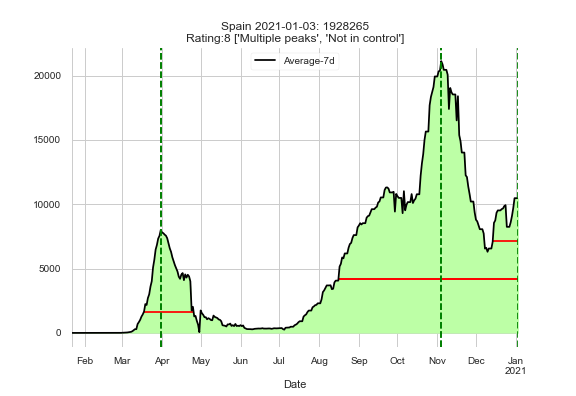 Spain 2021-01-03: 1928265
Rating:8 ['Multiple peaks', 'Not in control']
Average-7d
20000
15000
10000
5000
0
Feb Mar Apr May Jun Jul Aug Sep Oct Nov Dec Jan
2021
Date